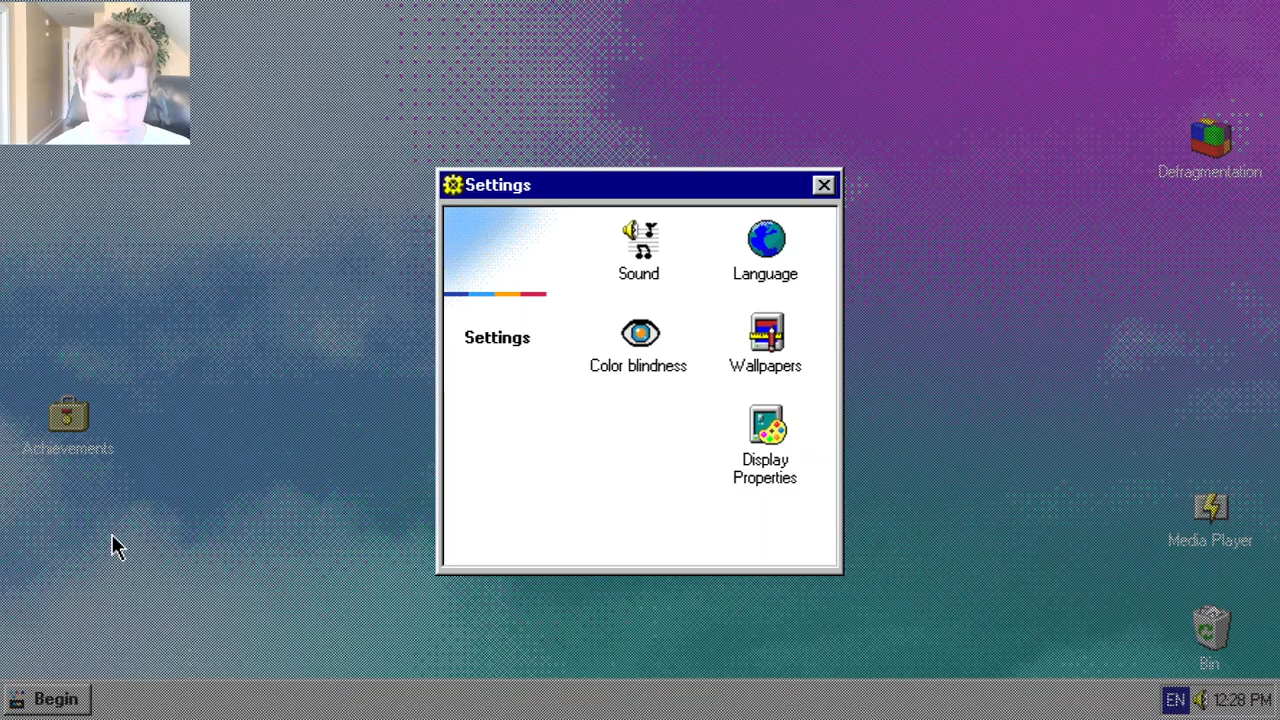 Settings
Defragmentation
Sound
Language
Settings
Color blindness
Wallpapers
Achievements
Display
Properties
Media Player
Bin
Begin
EN
12:28 PM